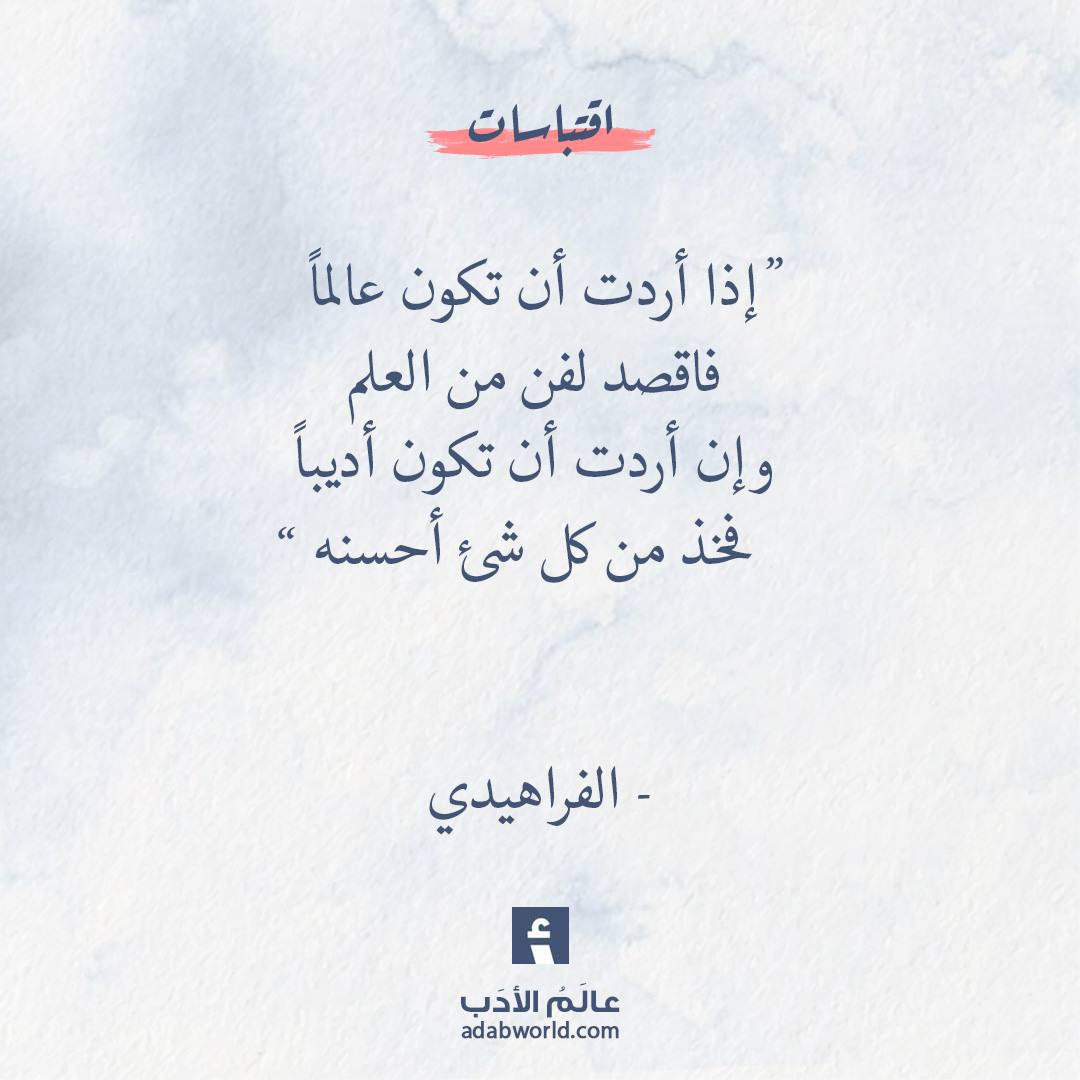 اقتباسات
”إذا أردت أن تكون عالماً
فاقصد لفن من العلم
وإن أردت أن تكون أديباً
فخذ من كل شئ أحسنه “
- الفراهيدي
أ
عالَمُ الأدَب
adabworld.com